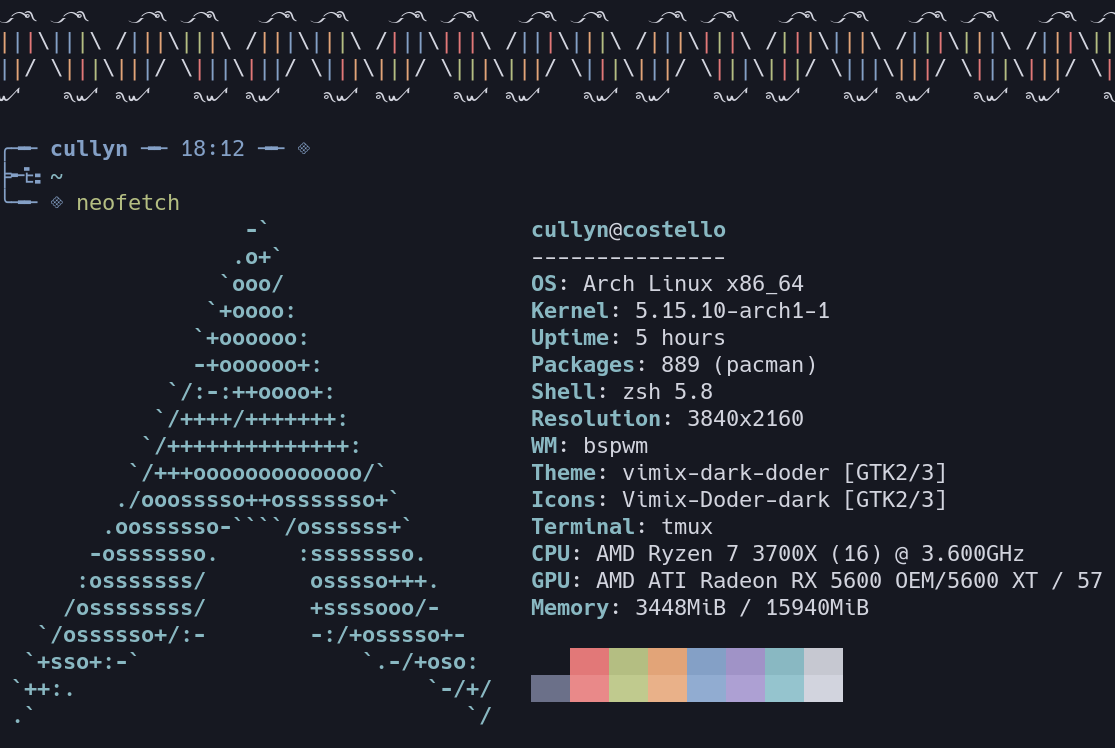 cullyn 18:12
~
neofetch
cullyn@costello
---------------
OS: Arch Linux x86_64
Kernel: 5.15.10-arch1-1
Uptime: 5 hours
Packages: 889 (pacman)
Shell: zsh 5.8
Resolution: 3840x2160
WM: bspwm
Theme: vimix-dark-doder [GTK2/3]
Icons: Vimix-Doder-dark [GTK2/3]
Terminal: tmux
CPU: AMD Ryzen 7 3700X (16) @ 3.600GHz
GPU: AMD ATI Radeon RX 5600 OEM/5600 XT / 57
Memory: 3448MiB / 15940MiB